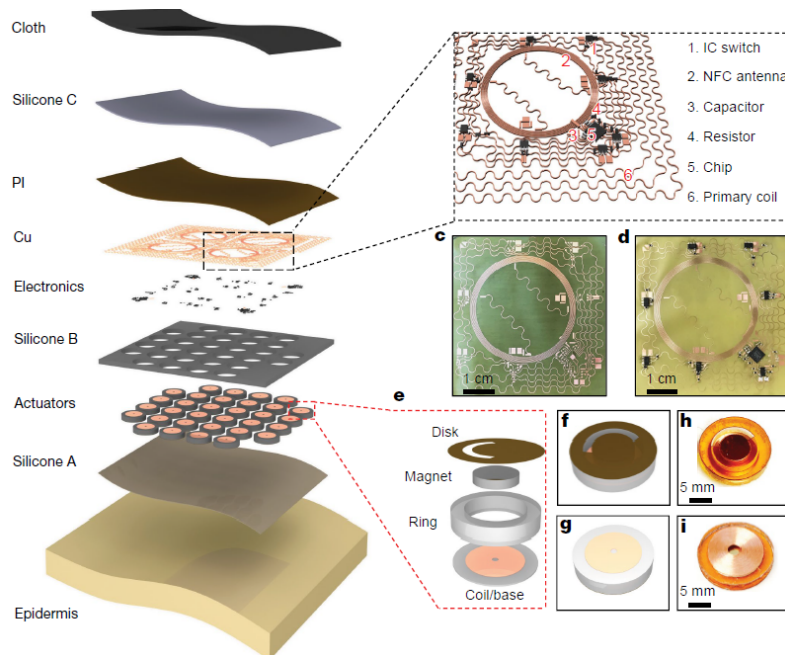 Cloth
Silicone C
PI
Cu
Electronics
Silicone B
Actuators
Silicone A
Epidermis
1
2
3
4
5
6
1. IC switch
2. NFC antenna
3. Capacitor
4. Resistor
5. Chip
6. Primary coil
c
1 cm
d
1 cm
e
Disk
Magnet
Ring
Coil/base
f
g
h
5 mm
i
5 mm